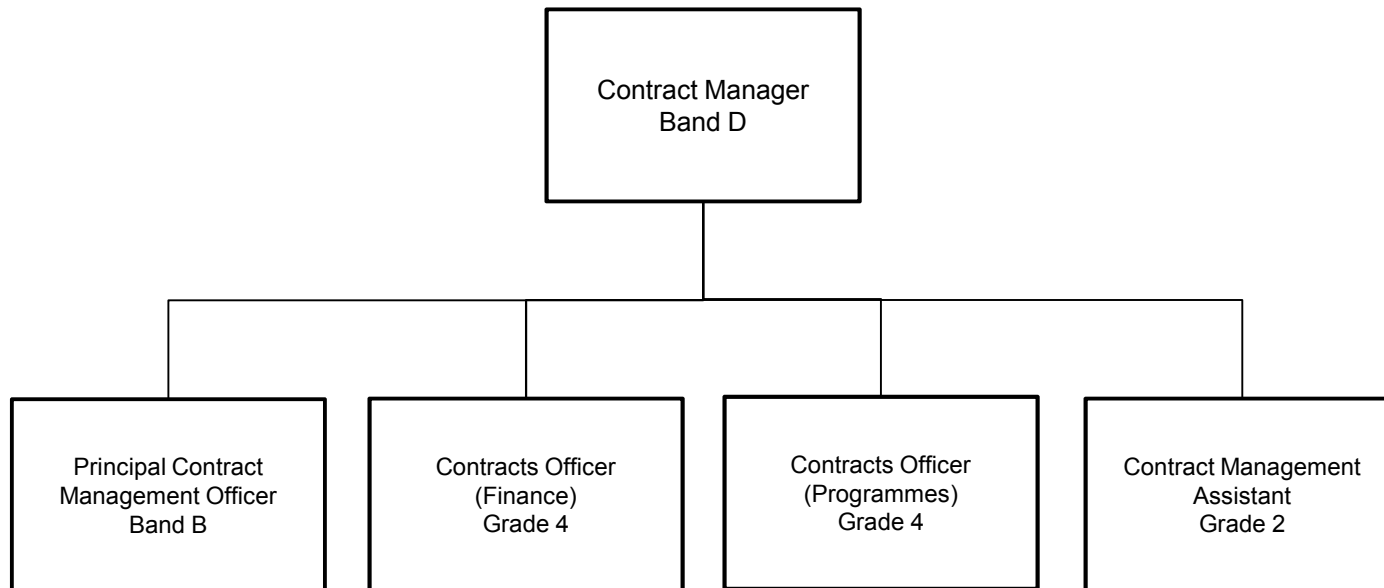 Contract Manager
Band D
Principal Contract
Management Officer
Band B
Contracts Officer
(Finance)
Grade 4
Contracts Officer
(Programmes)
Grade 4
Contract Management
Assistant
Grade 2